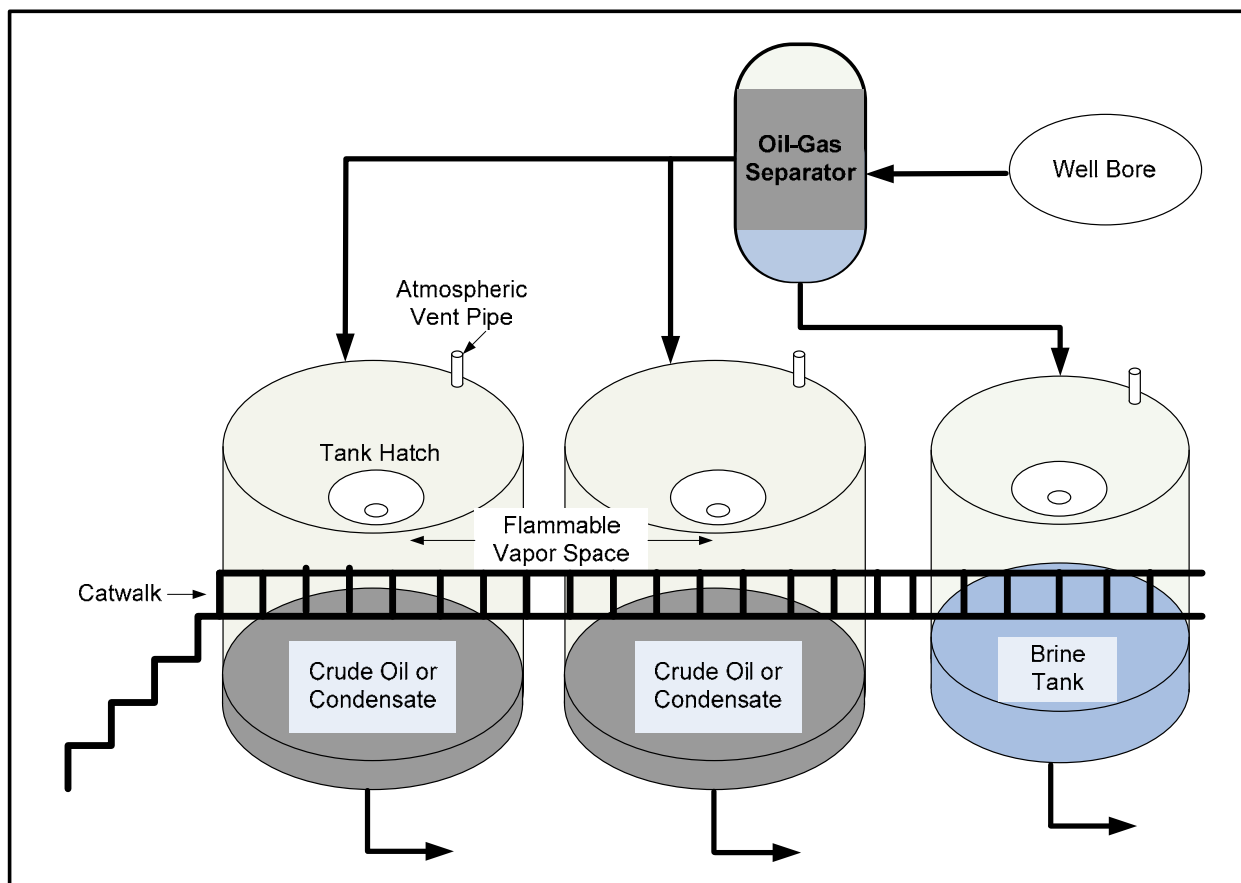 Oil-Gas
Separator
Well Bore
Atmospheric
Vent Pipe
Tank Hatch
Flammable
Vapor Space
Catwalk
Crude Oil or
Condensate
Crude Oil or
Condensate
Brine
Tank